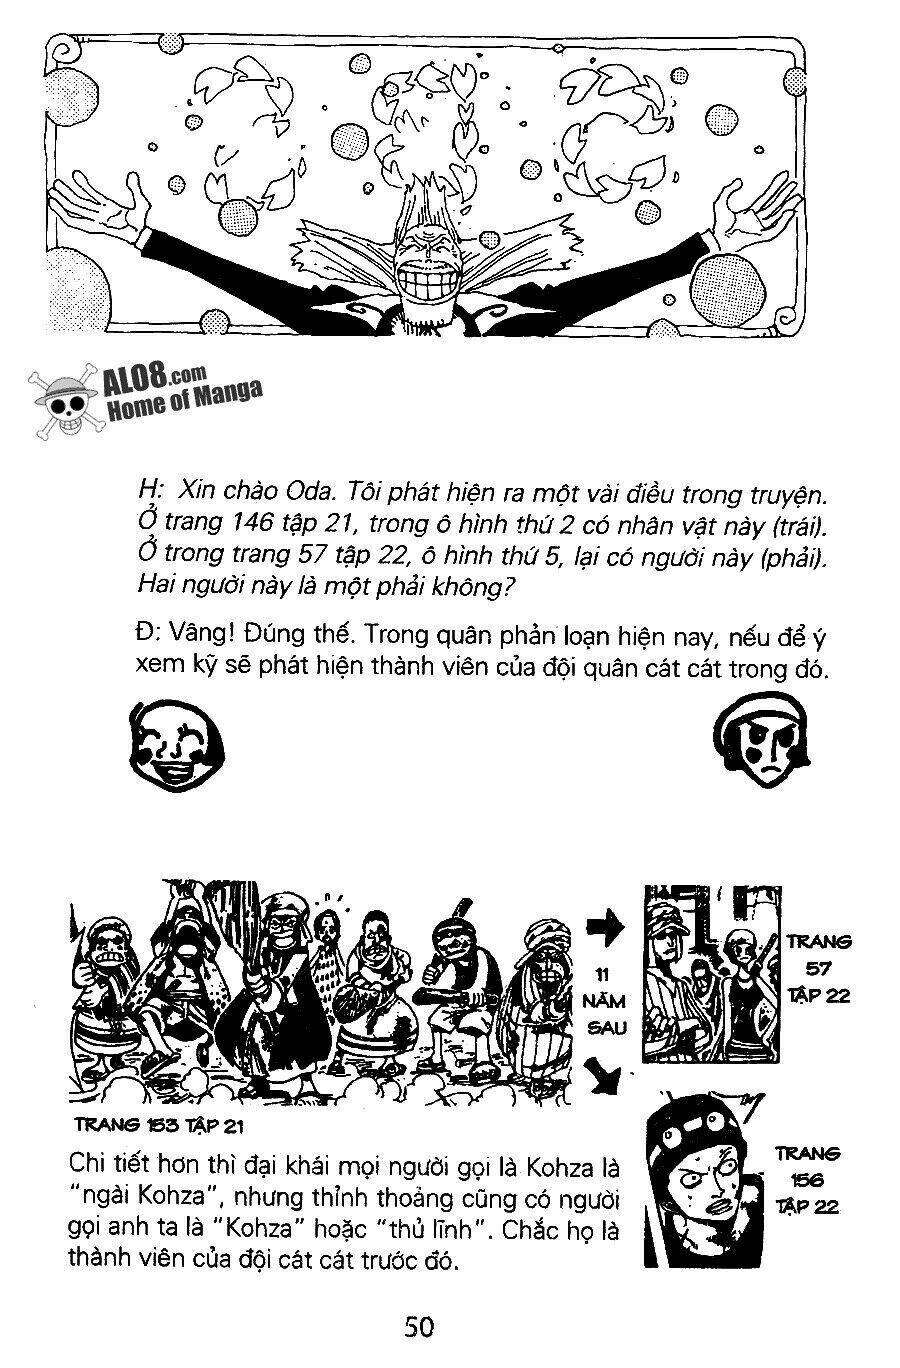 AL08.com
Home of Manga
H: Xin chào Oda. Tôi phát hiện ra một vài điều trong truyện.
Ở trang 146 tập 21, trong ô hình thứ 2 có nhân vật này (trái).
Ở trong trang 57 tập 22, ô hình thứ 5, lại có người này (phải).
Hai người này là một phải không?
Đ: Vâng! Đúng thế. Trong quân phản loạn hiện nay, nếu để ý
xem kỹ sẽ phát hiện thành viên của đội quân cát cát trong đó.
11
NĂM
SAU
TRANG
57
TẬP 22
TRANG 153 TẬP 21
Chi tiết hơn thì đại khái mọi người gọi là Kohza là
"ngài Kohza", nhưng thỉnh thoảng cũng có người
gọi anh ta là "Kohza" hoặc "thủ lĩnh". Chắc họ là
thành viên của đội cát cát trước đó.
TRANG
156
TẬP 22
50